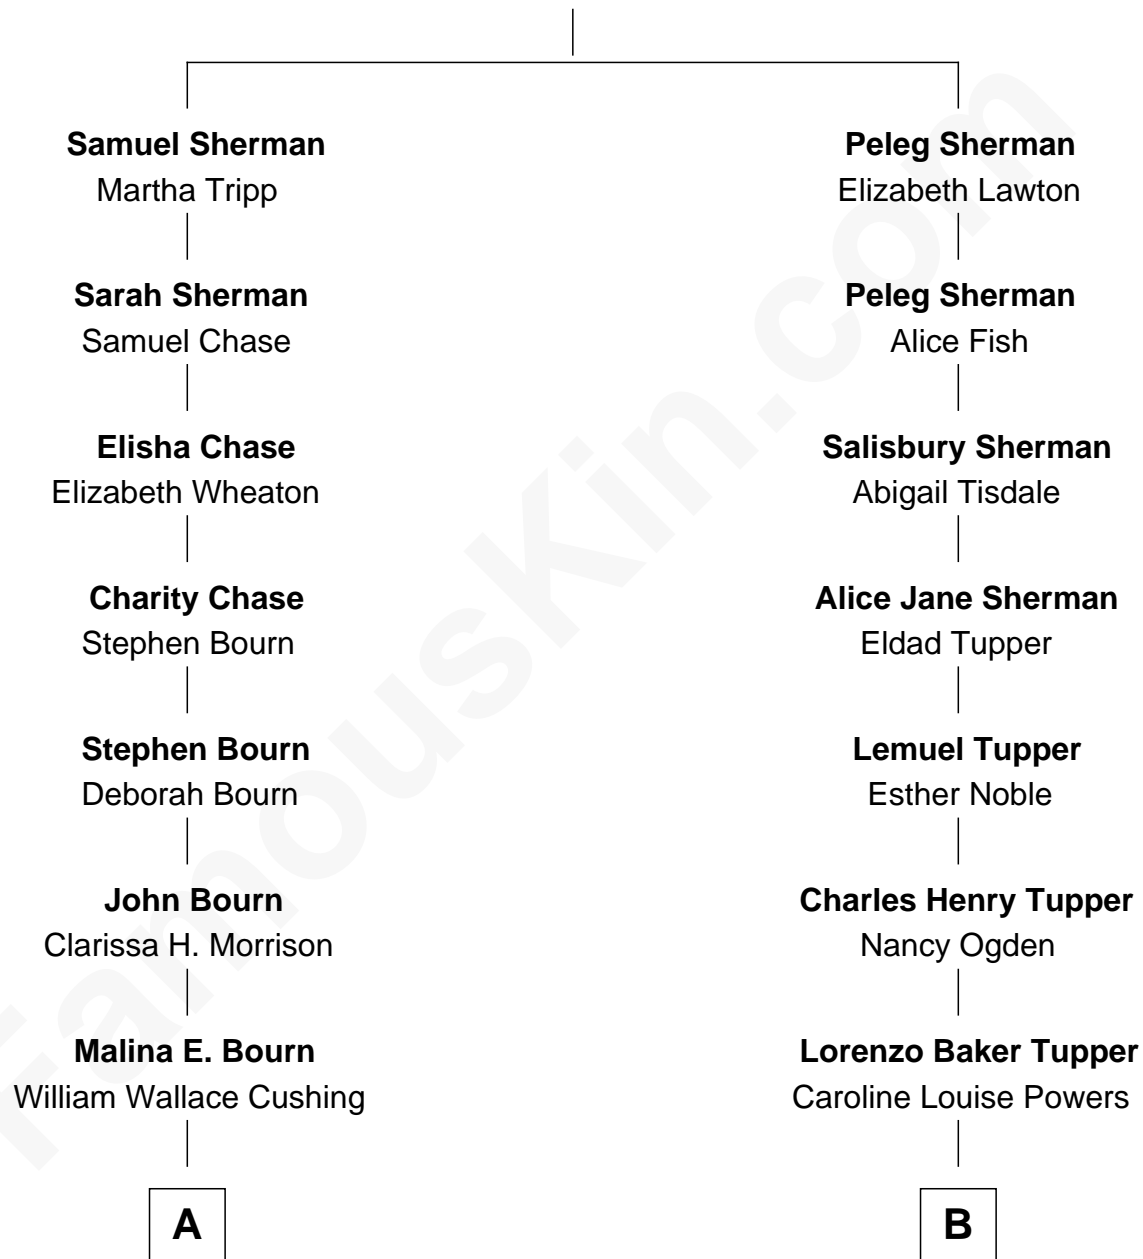 Samuel Sherman
Martha Tripp
Sarah Sherman
Samuel Chase
Elisha Chase
Elizabeth Wheaton
Charity Chase
Stephen Bourn
Stephen Bourn
Deborah Bourn
John Bourn
Clarissa H. Morrison
Malina E. Bourn
William Wallace Cushing
A
Peleg Sherman
Elizabeth Lawton
Peleg Sherman
Alice Fish
Salisbury Sherman
Abigail Tisdale
Alice Jane Sherman
Eldad Tupper
Lemuel Tupper
Esther Noble
Charles Henry Tupper
Nancy Ogden
Lorenzo Baker Tupper
Caroline Louise Powers
B
FamousKin.com